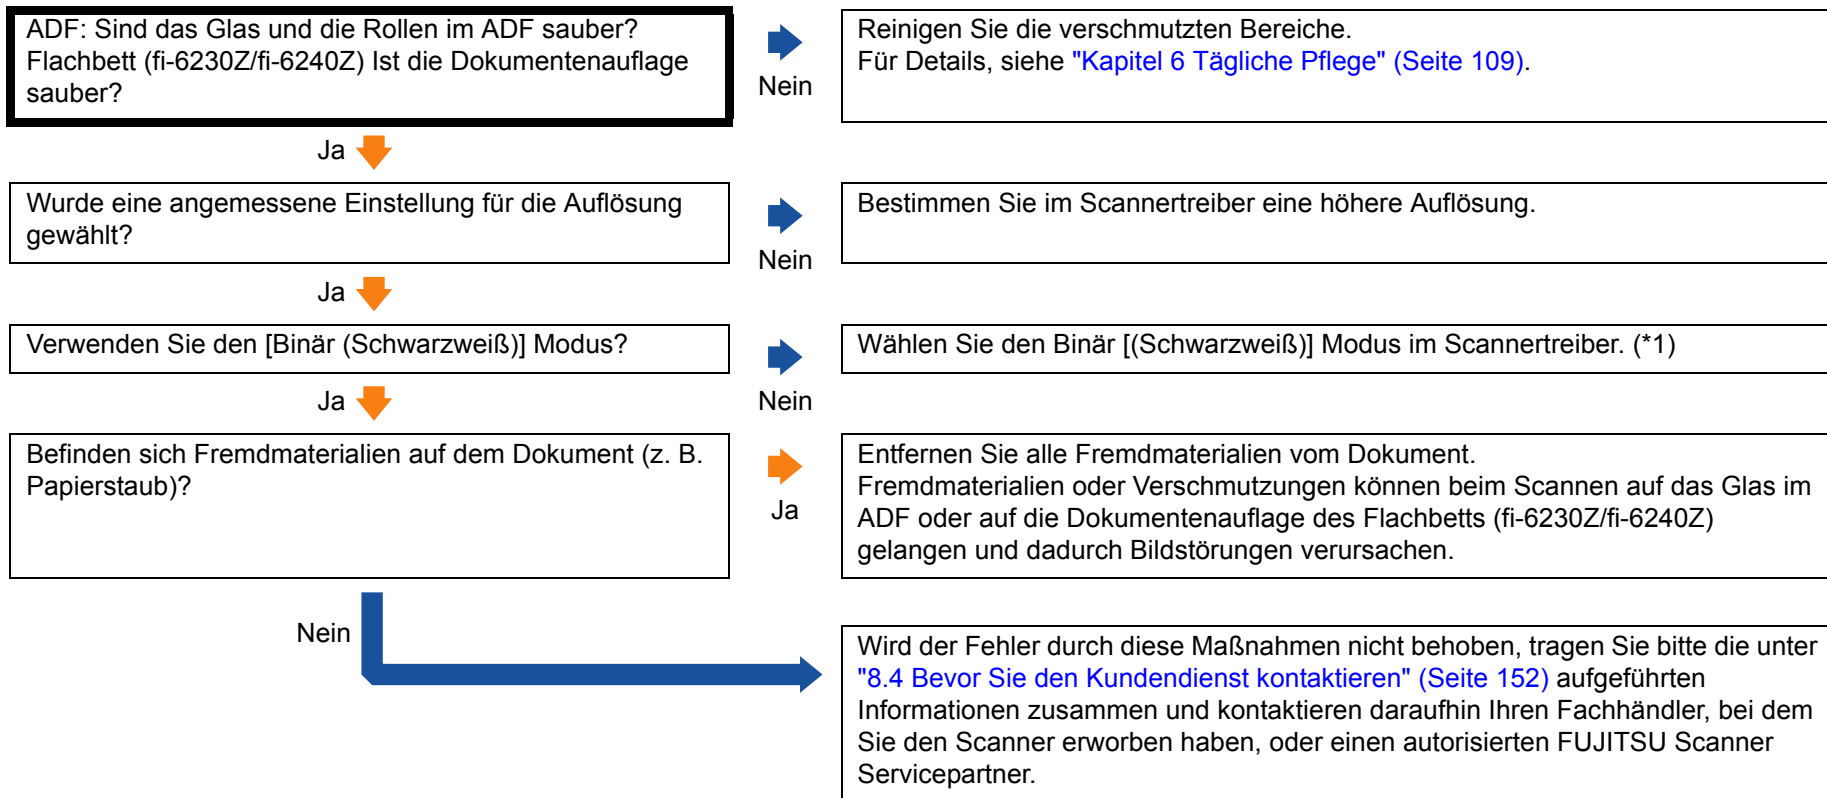 ADF: Sind das Glas und die Rollen im ADF sauber?
Flachbett (fi-6230Z/fi-6240Z) Ist die Dokumentenauflage
sauber?
Nein
Reinigen Sie die verschmutzten Bereiche.
Für Details, siehe "Kapitel 6 Tägliche Pflege" (Seite 109).
Ja
Wurde eine angemessene Einstellung für die Auflösung
gewählt?
Nein
Bestimmen Sie im Scannertreiber eine höhere Auflösung.
Ja
Verwenden Sie den [Binär (Schwarzweiß)] Modus?
Nein
Wählen Sie den Binär [(Schwarzweiß)] Modus im Scannertreiber. (*1)
Ja
Befinden sich Fremdmaterialien auf dem Dokument (z. B.
Papierstaub)?
Ja
Entfernen Sie alle Fremdmaterialien vom Dokument.
Fremdmaterialien oder Verschmutzungen können beim Scannen auf das Glas im
ADF oder auf die Dokumentenauflage des Flachbetts (fi-6230Z/fi-6240Z)
gelangen und dadurch Bildstörungen verursachen.
Nein
Wird der Fehler durch diese Maßnahmen nicht behoben, tragen Sie bitte die unter
"8.4 Bevor Sie den Kundendienst kontaktieren" (Seite 152) aufgeführten
Informationen zusammen und kontaktieren daraufhin Ihren Fachhändler, bei dem
Sie den Scanner erworben haben, oder einen autorisierten FUJITSU Scanner
Servicepartner.